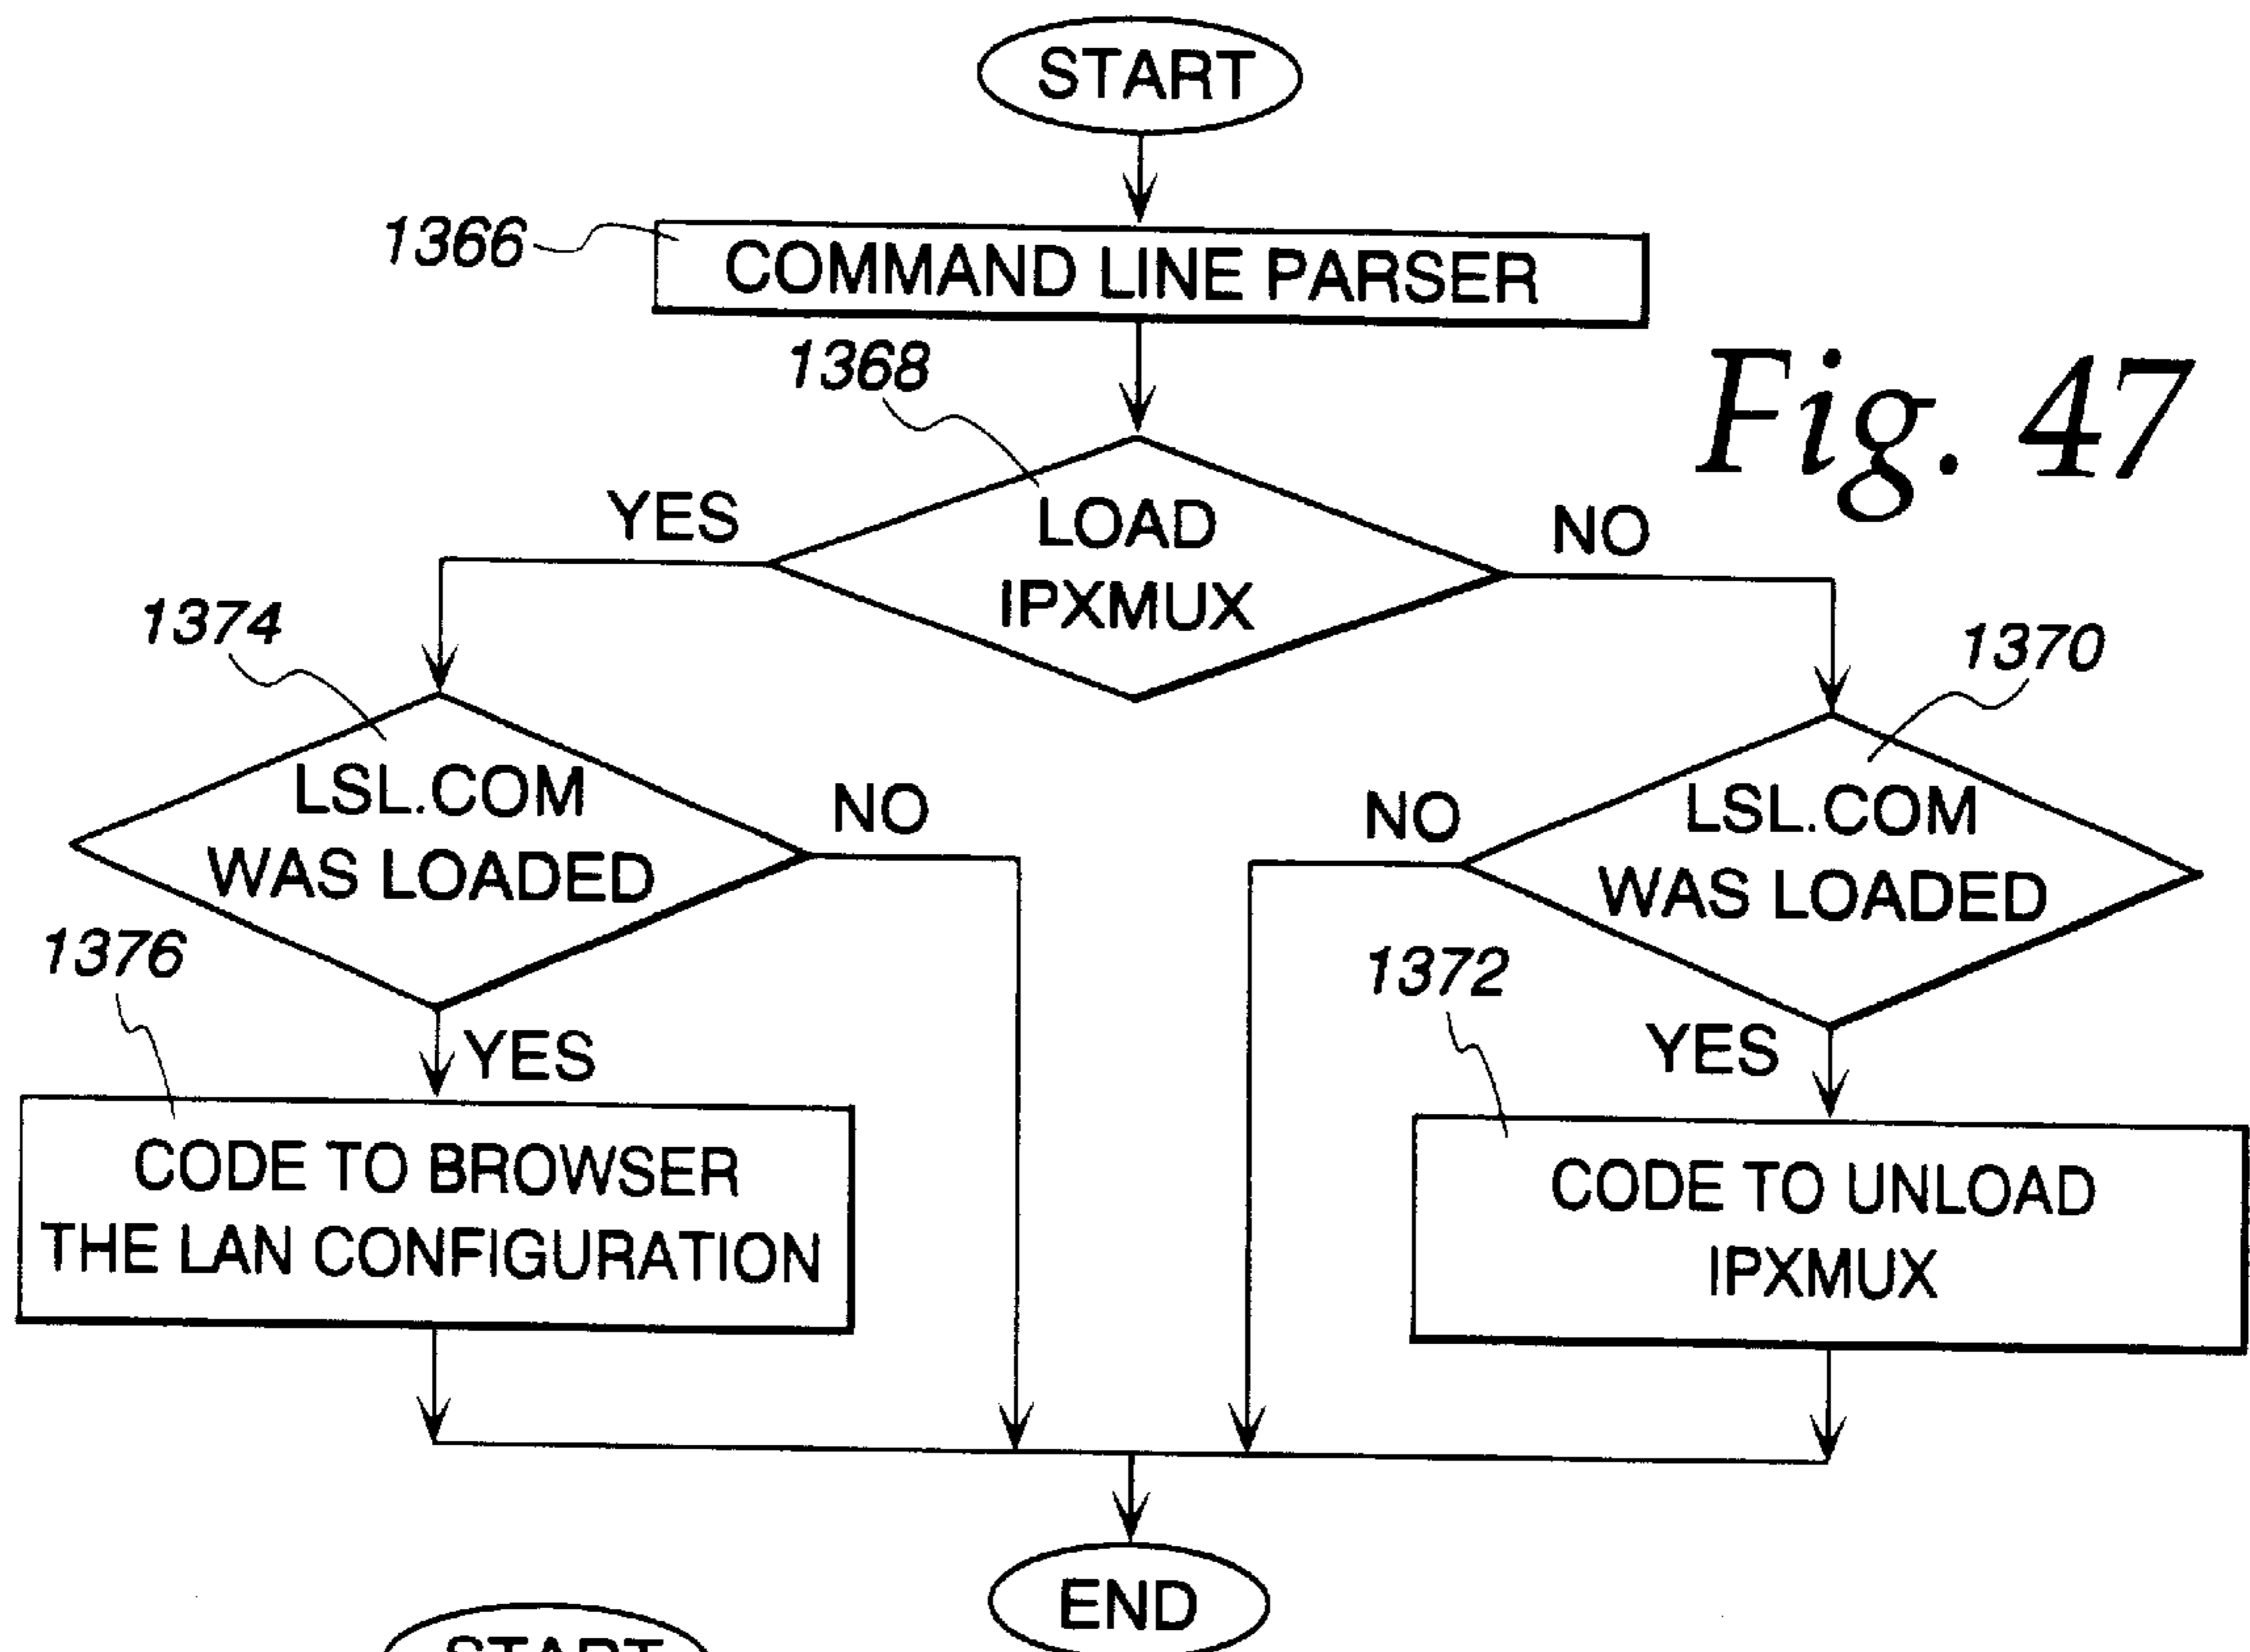 START
1366
COMMAND LINE PARSER
1368
Fig. 47
YES
LOAD
IPXMUX
NO
1374
1370
LSL.COM
WAS LOADED
NO
NO
LSL.COM
WAS LOADED
1376
1372
YES
YES
CODE TO BROWSER
THE LAN CONFIGURATION
CODE TO UNLOAD
IPXMUX
END
START